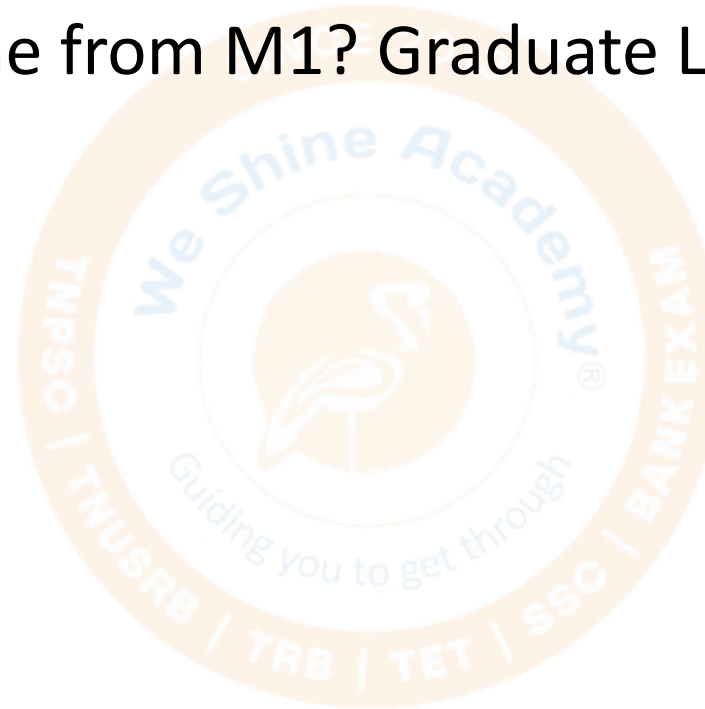 e from M1? Graduate L
We Shine Academy ®
Guiding you to get through
TNPSC | TNUSRB | TRB | TET | SSC | BANK EXAM